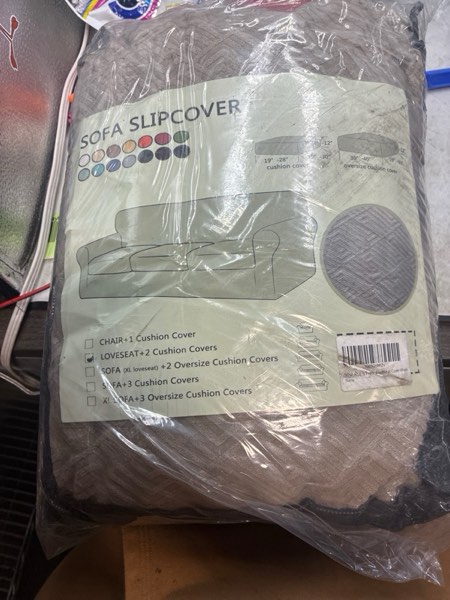 SOFA SLIPCOVER
19" -28"
cushion cover
oversize cushion cover
CHAIR+1 Cushion Cover
LOVESEAT+2 Cushion Covers
SOFA (XL loveseat) +2 Oversize Cushion Covers
SOFA+3 Cushion Covers
XL SOFA+3 Oversize Cushion Covers